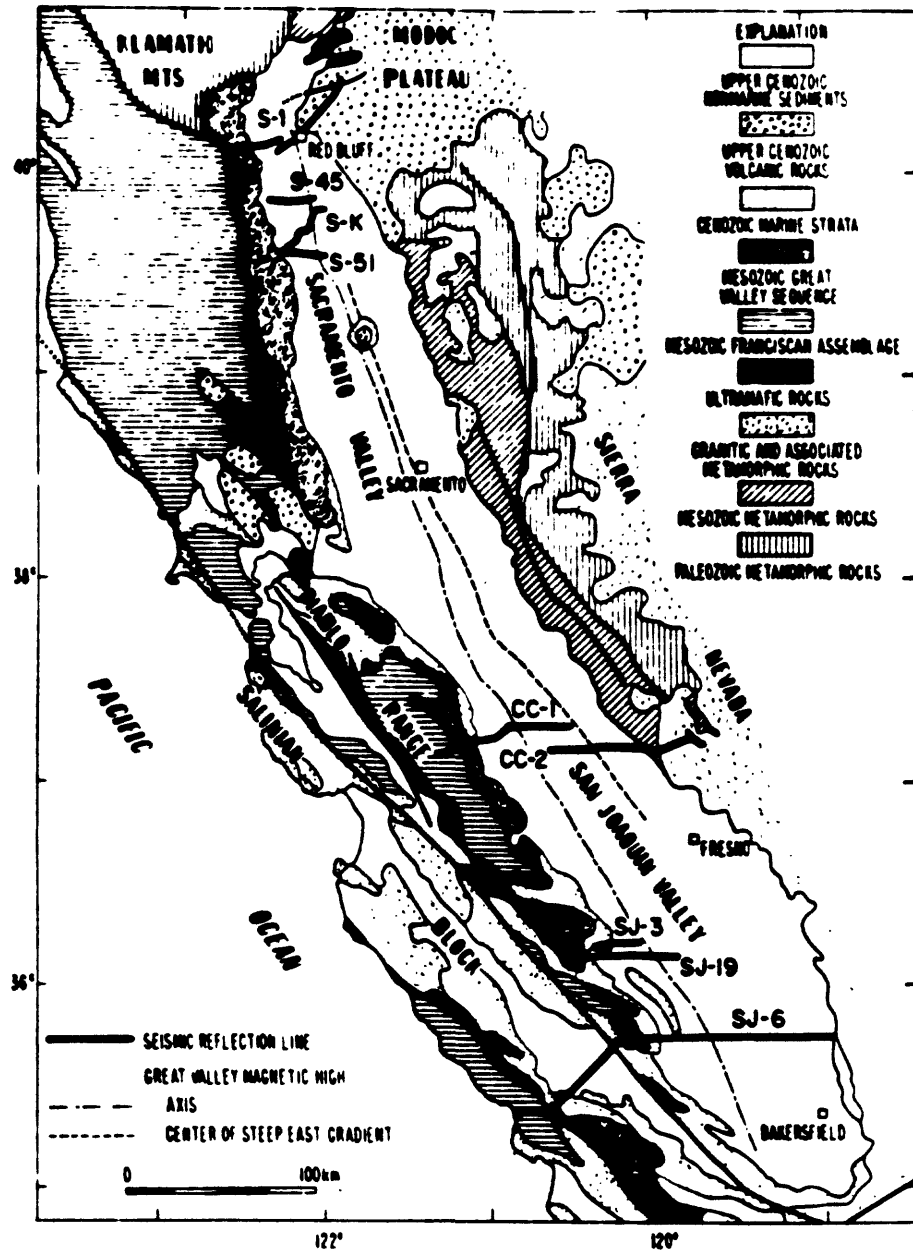 KLAMATH
MTS
MODOC
PLATEAU
S-1
RED BLUFF
40°
S-45
S-K
S-51
SACRAMENTO
VALLEY
SACRAMENTO
SIERRA
NEVADA
38°
DIABLO
RANGE
PACIFIC
OCEAN
SALINIAN
BLOCK
CC-1
CC-2
SAN JOAQUIN VALLEY
FRESNO
SJ-3
SJ-19
36°
SJ-6
BAKERSFIELD
EXPLANATION
UPPER CENOZOIC
NONMARINE SEDIMENTS
UPPER CENOZOIC
VOLCANIC ROCKS
CENOZOIC MARINE STRATA
MESOZOIC GREAT
VALLEY SEQUENCE
MESOZOIC FRANCISCAN ASSEMBLAGE
ULTRAMAFIC ROCKS
GRANITIC AND ASSOCIATED
METAMORPHIC ROCKS
MESOZOIC METAMORPHIC ROCKS
PALEOZOIC METAMORPHIC ROCKS
SEISMIC REFLECTION LINE
GREAT VALLEY MAGNETIC HIGH
AXIS
CENTER OF STEEP EAST GRADIENT
0 100 km
122° 120°